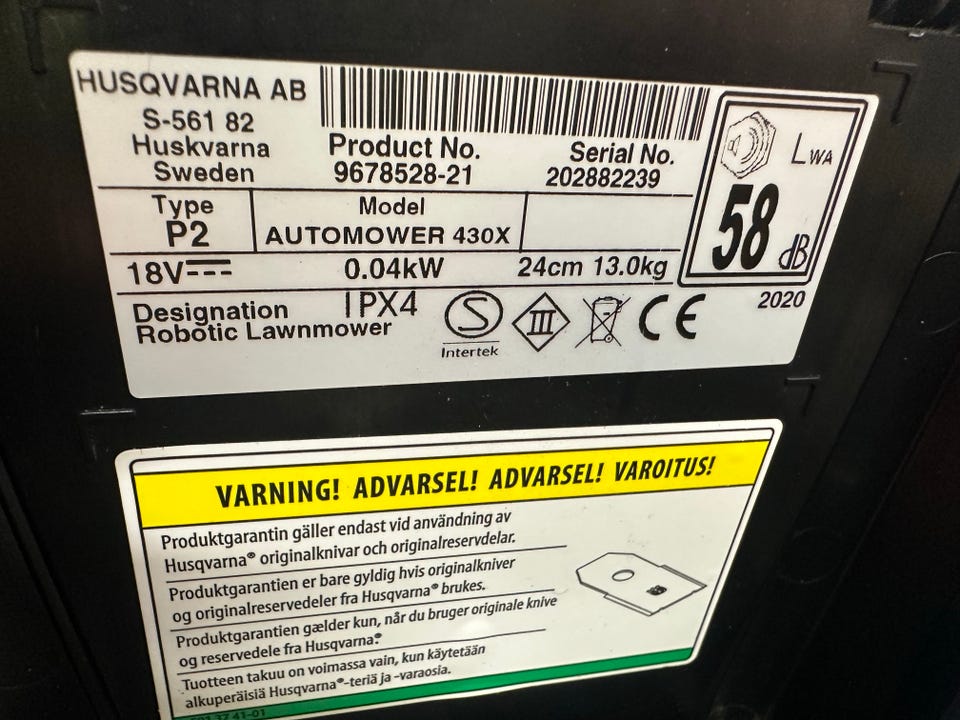 HUSQVARNA AB
S-561 82
Huskvarna
Sweden
Product No.
9678528-21
Serial No.
202882239
LWA
58 dB
Type
P2
Model
AUTOMOWER 430X
18V
0.04kW
24cm 13.0kg
2020
Designation
Robotic Lawnmower
IPX4
S
Intertek
III
CE
VARNING! ADVARSEL! ADVARSEL! VAROITUS!
Produktgarantin gäller endast vid användning av
Husqvarna® originalknivar och originalreservdelar.
Produktgarantien er bare gyldig hvis originalkniver
og originalreservedeler fra Husqvarna® brukes.
Produktgarantien gælder kun, når du bruger originale knive
og reservedele fra Husqvarna®.
Tuotteen takuu on voimassa vain, kun käytetään
alkuperäisiä Husqvarna®-teriä ja -varaosia.